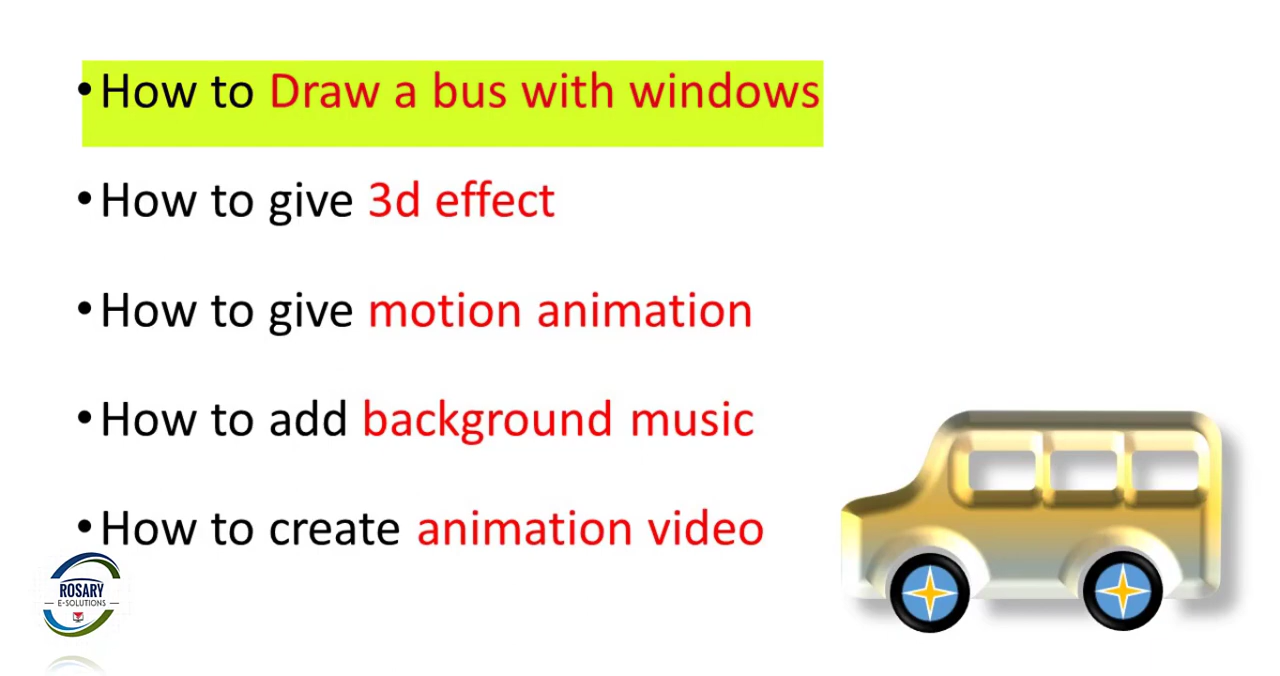 •How to Draw a bus with windows
•How to give 3d effect
•How to give motion animation
•How to add background music
•How to create animation video
ROSARY
E-SOLUTIONS